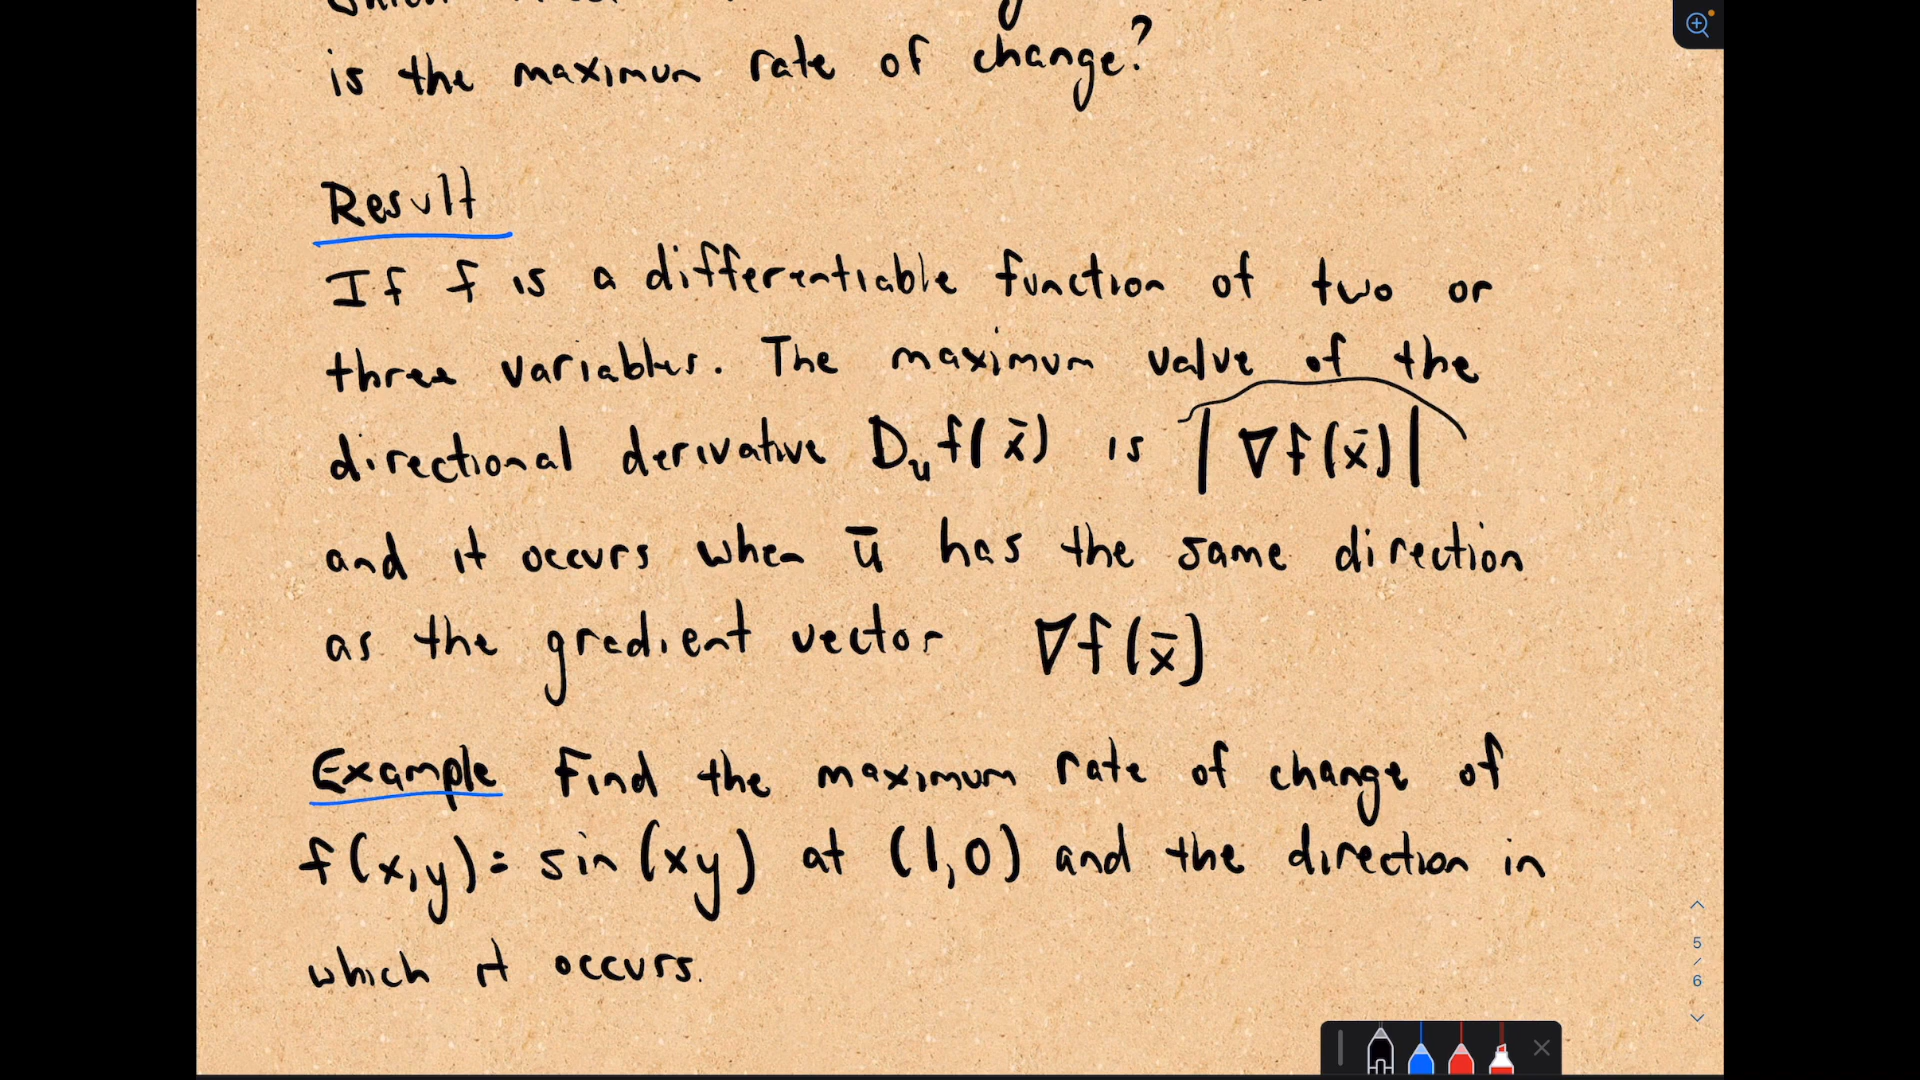 is the maximum rate of change?
Result
If f is a differentiable function of two or
three variables. The maximum value of the
directional derivative Dᵤf(x̄) is |∇f(x̄)|
and it occurs when ū has the same direction
as the gradient vector ∇f(x̄)
Example Find the maximum rate of change of
f(x,y)= sin(xy) at (1,0) and the direction in
which it occurs.
5
/
6